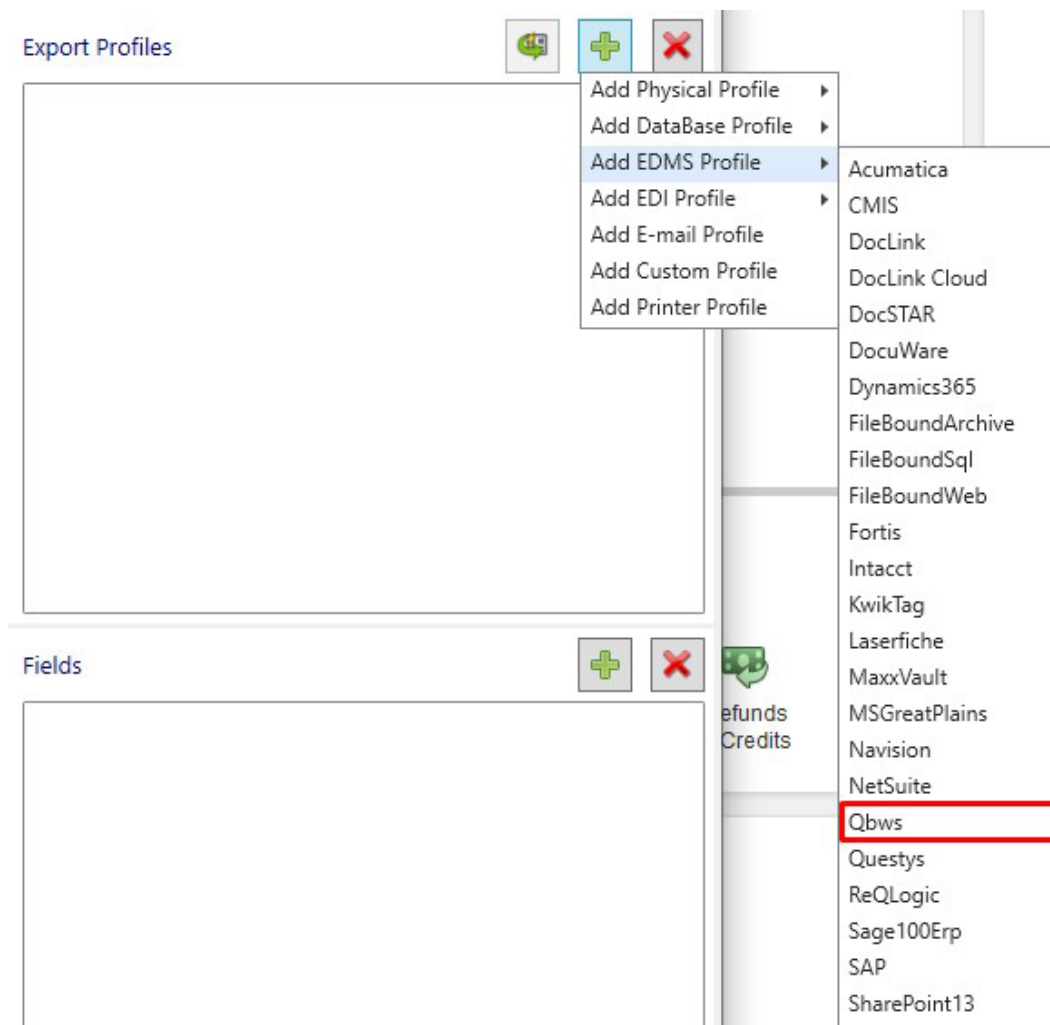 Export Profiles
Add Physical Profile
Add DataBase Profile
Add EDMS Profile
Add EDI Profile
Add E-mail Profile
Add Custom Profile
Add Printer Profile
Acumatica
CMIS
DocLink
DocLink Cloud
DocSTAR
DocuWare
Dynamics365
FileBoundArchive
FileBoundSql
FileBoundWeb
Fortis
Intacct
KwikTag
Laserfiche
MaxxVault
MSGreatPlains
Navision
NetSuite
Qbws
Questys
ReQLogic
Sage100Erp
SAP
SharePoint13
Fields
efunds
Credits